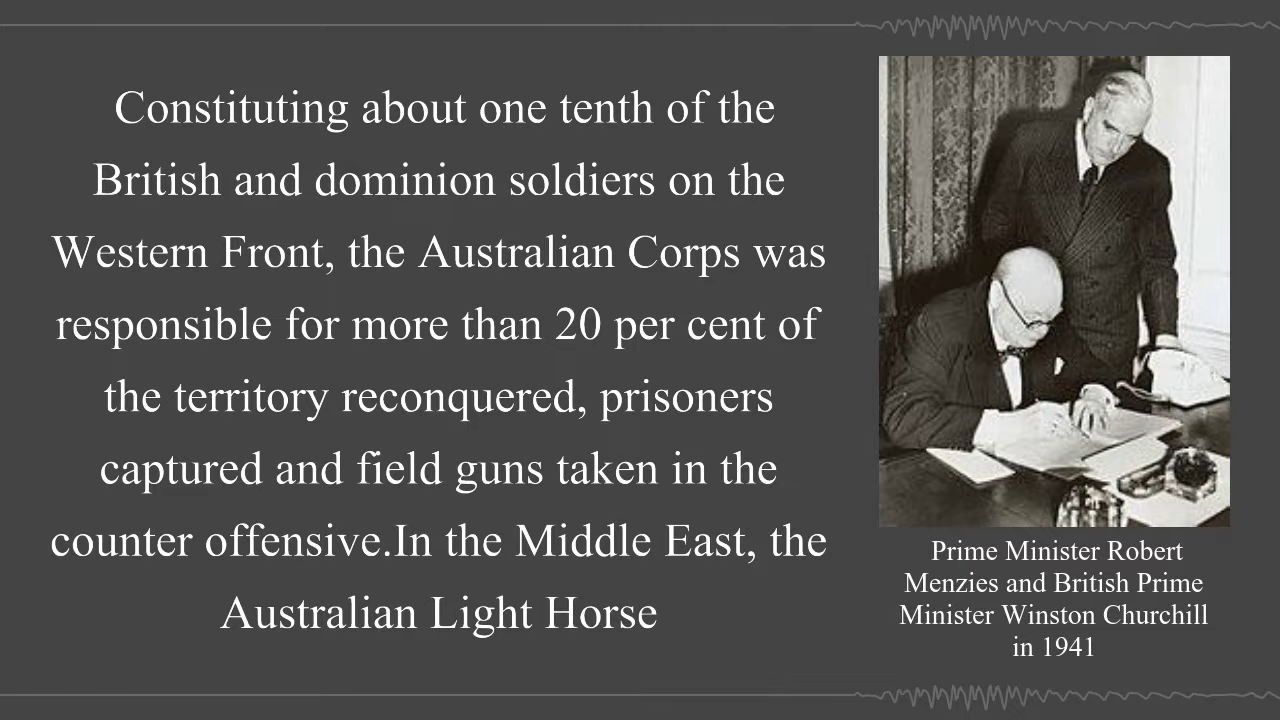 Constituting about one tenth of the
British and dominion soldiers on the
Western Front, the Australian Corps was
responsible for more than 20 per cent of
the territory reconquered, prisoners
captured and field guns taken in the
counter offensive.In the Middle East, the
Australian Light Horse
Prime Minister Robert
Menzies and British Prime
Minister Winston Churchill
in 1941